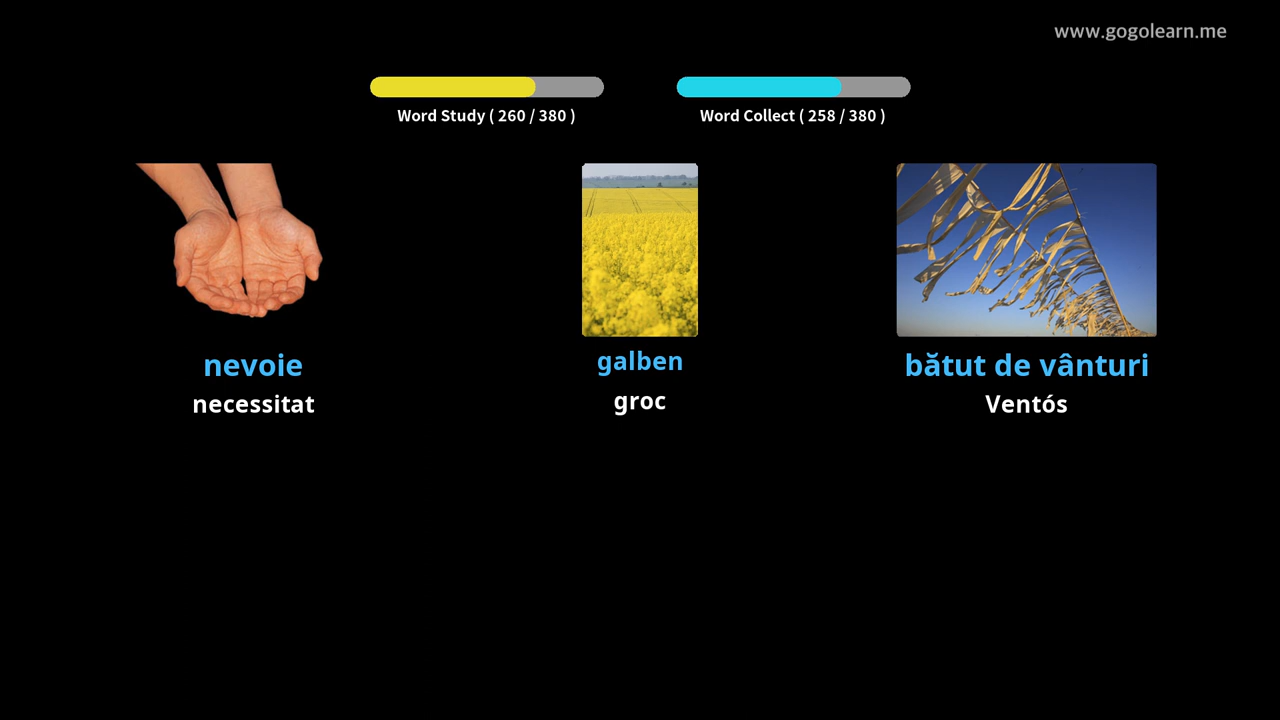 www.gogolearn.me
Word Study ( 260 / 380 )
Word Collect ( 258 / 380 )
nevoie
necessitat
galben
groc
bătut de vânturi
Ventós